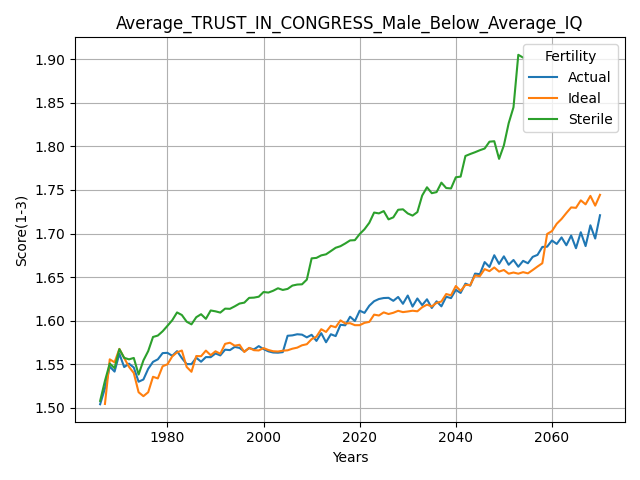 Average_TRUST_IN_CONGRESS_Male_Below_Average_IQ
Score(1-3)
1.90
1.85
1.80
1.75
1.70
1.65
1.60
1.55
1.50
Fertility
Actual
Ideal
Sterile
1980
2000
2020
2040
2060
Years